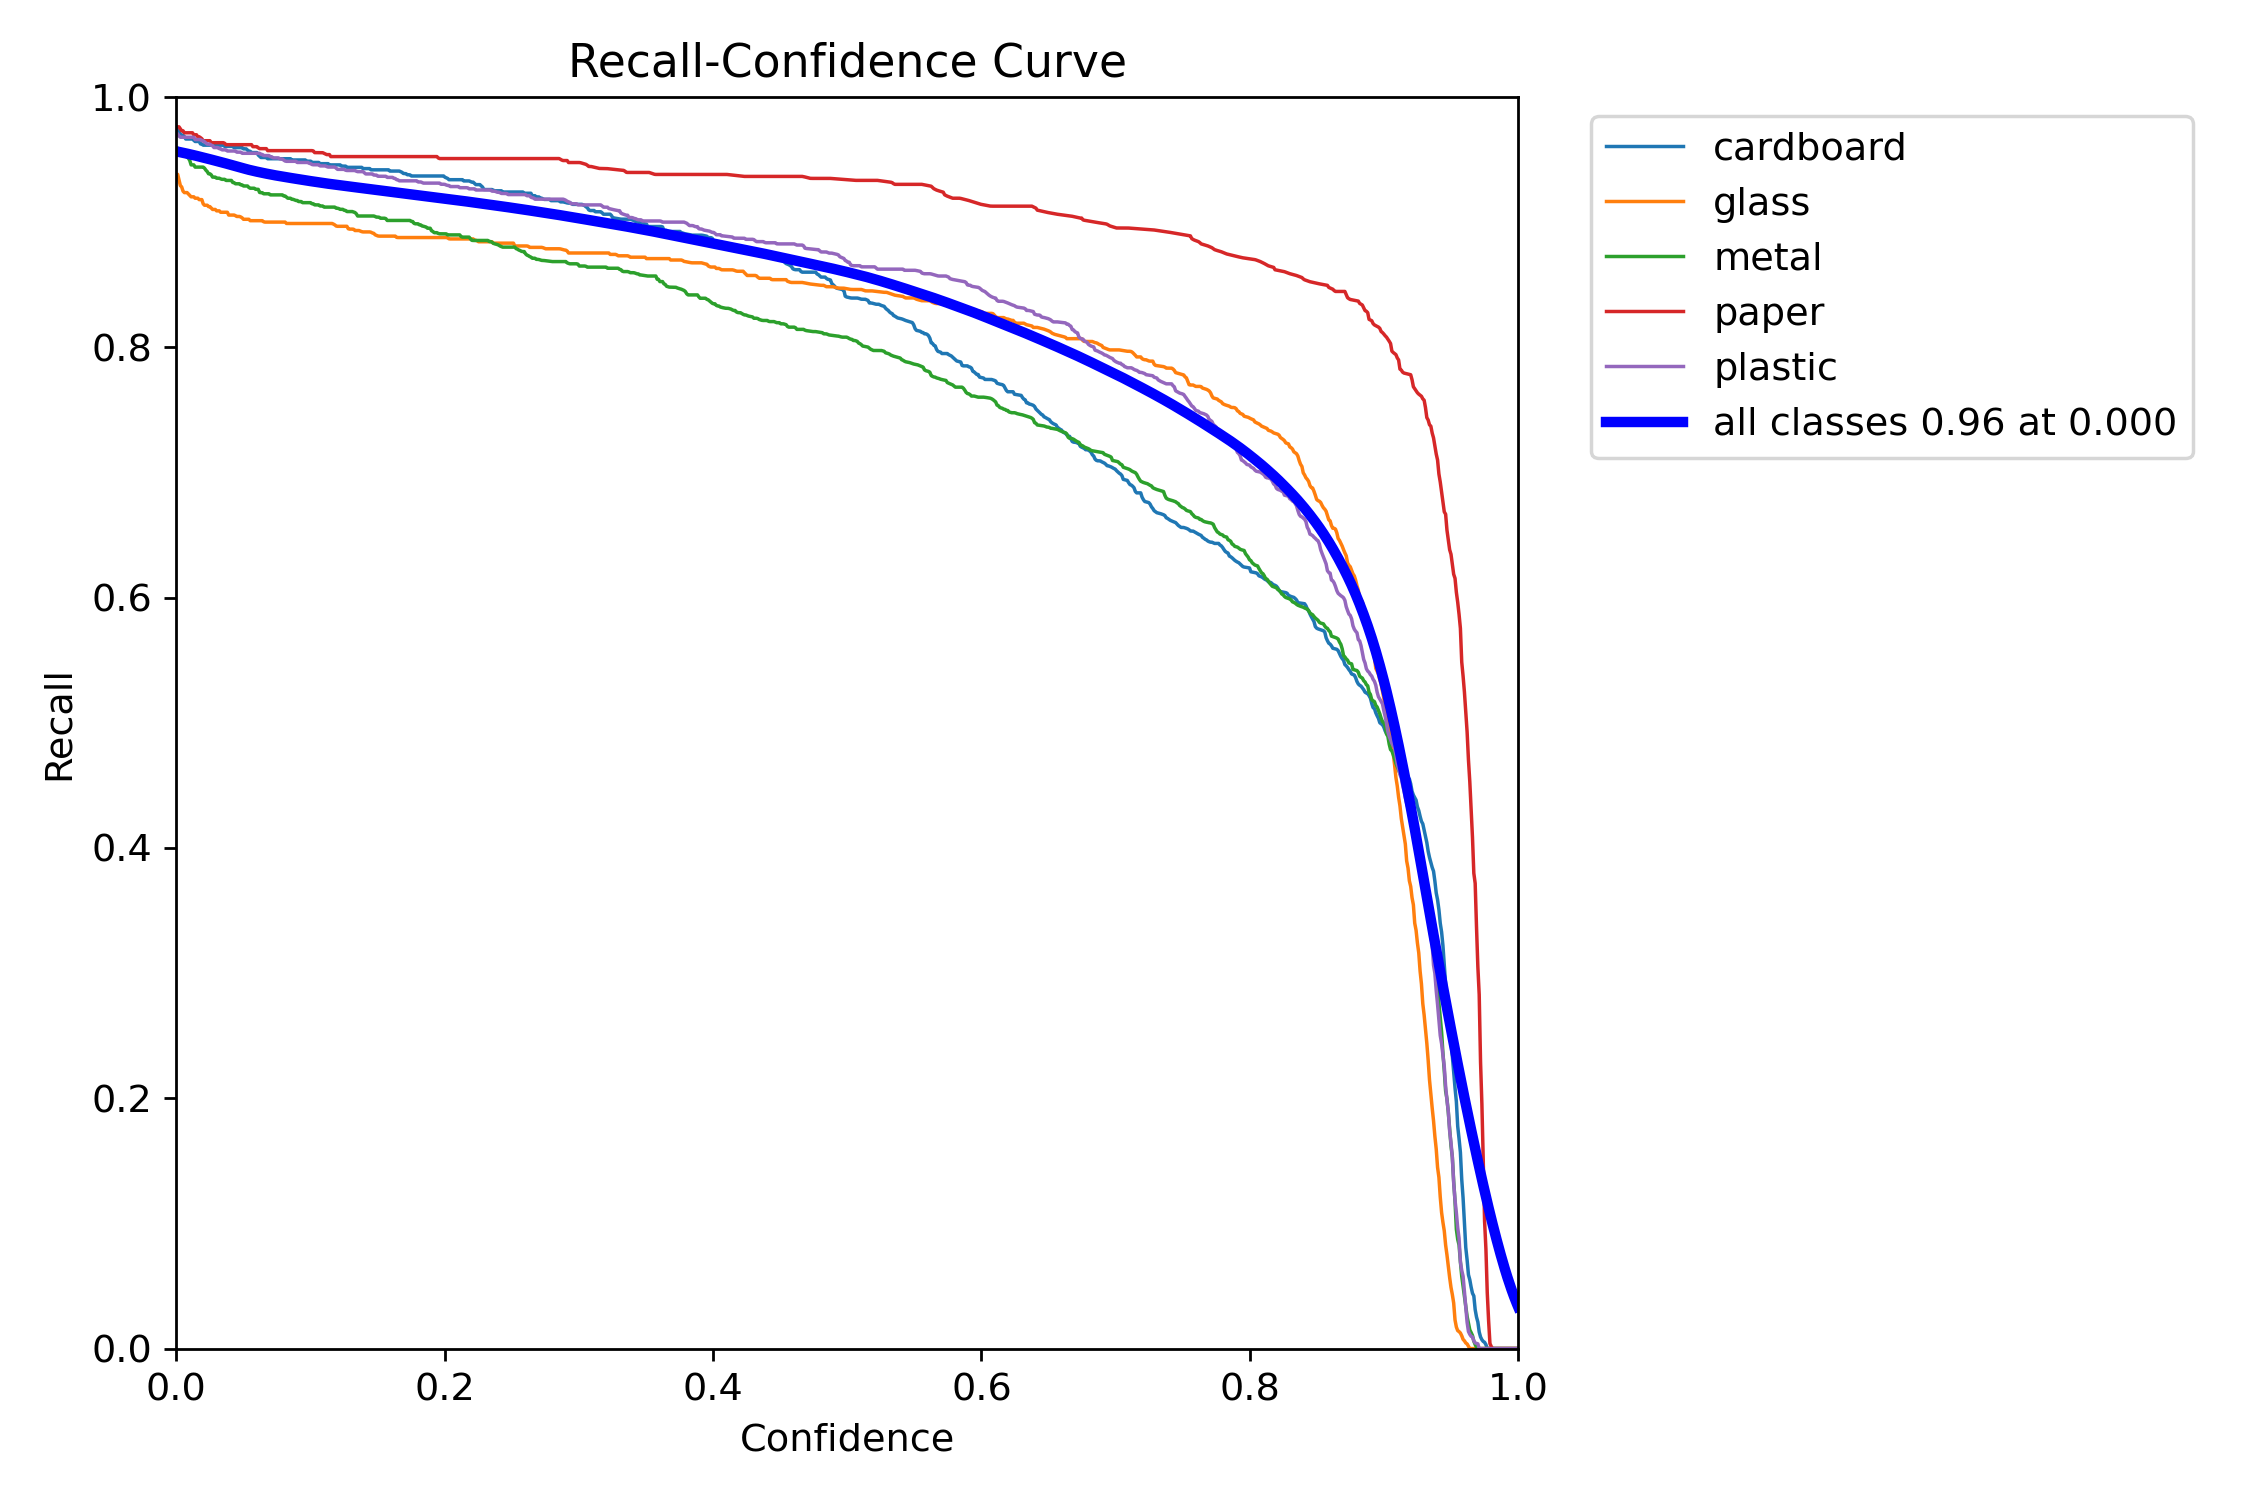 Recall-Confidence Curve
1.0
0.8
0.6
0.4
0.2
0.0
Recall
0.0 0.2 0.4 0.6 0.8 1.0
Confidence
cardboard
glass
metal
paper
plastic
all classes 0.96 at 0.000